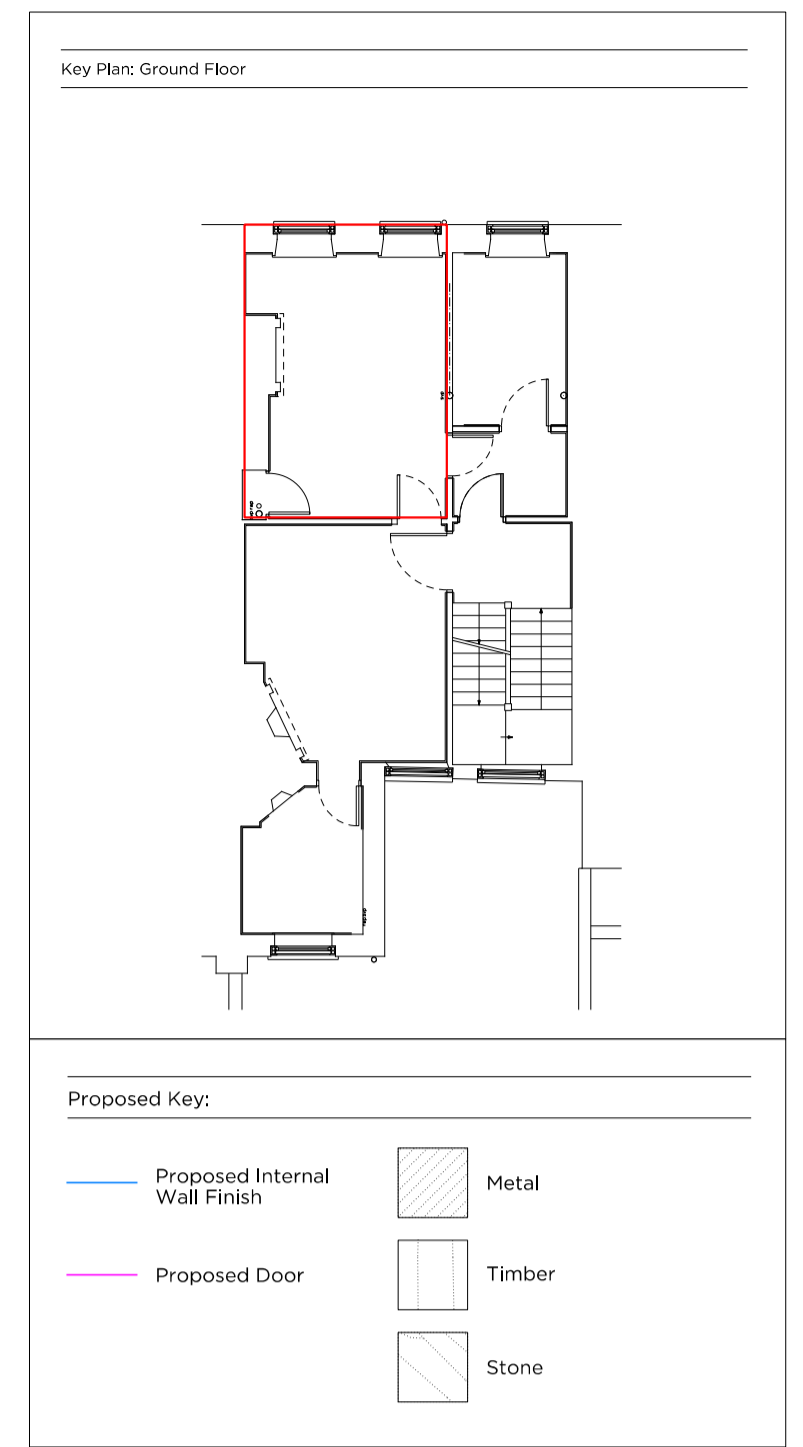 Key Plan: Ground Floor
Proposed Key:
Proposed Internal
Wall Finish
Metal
Proposed Door
Timber
Stone